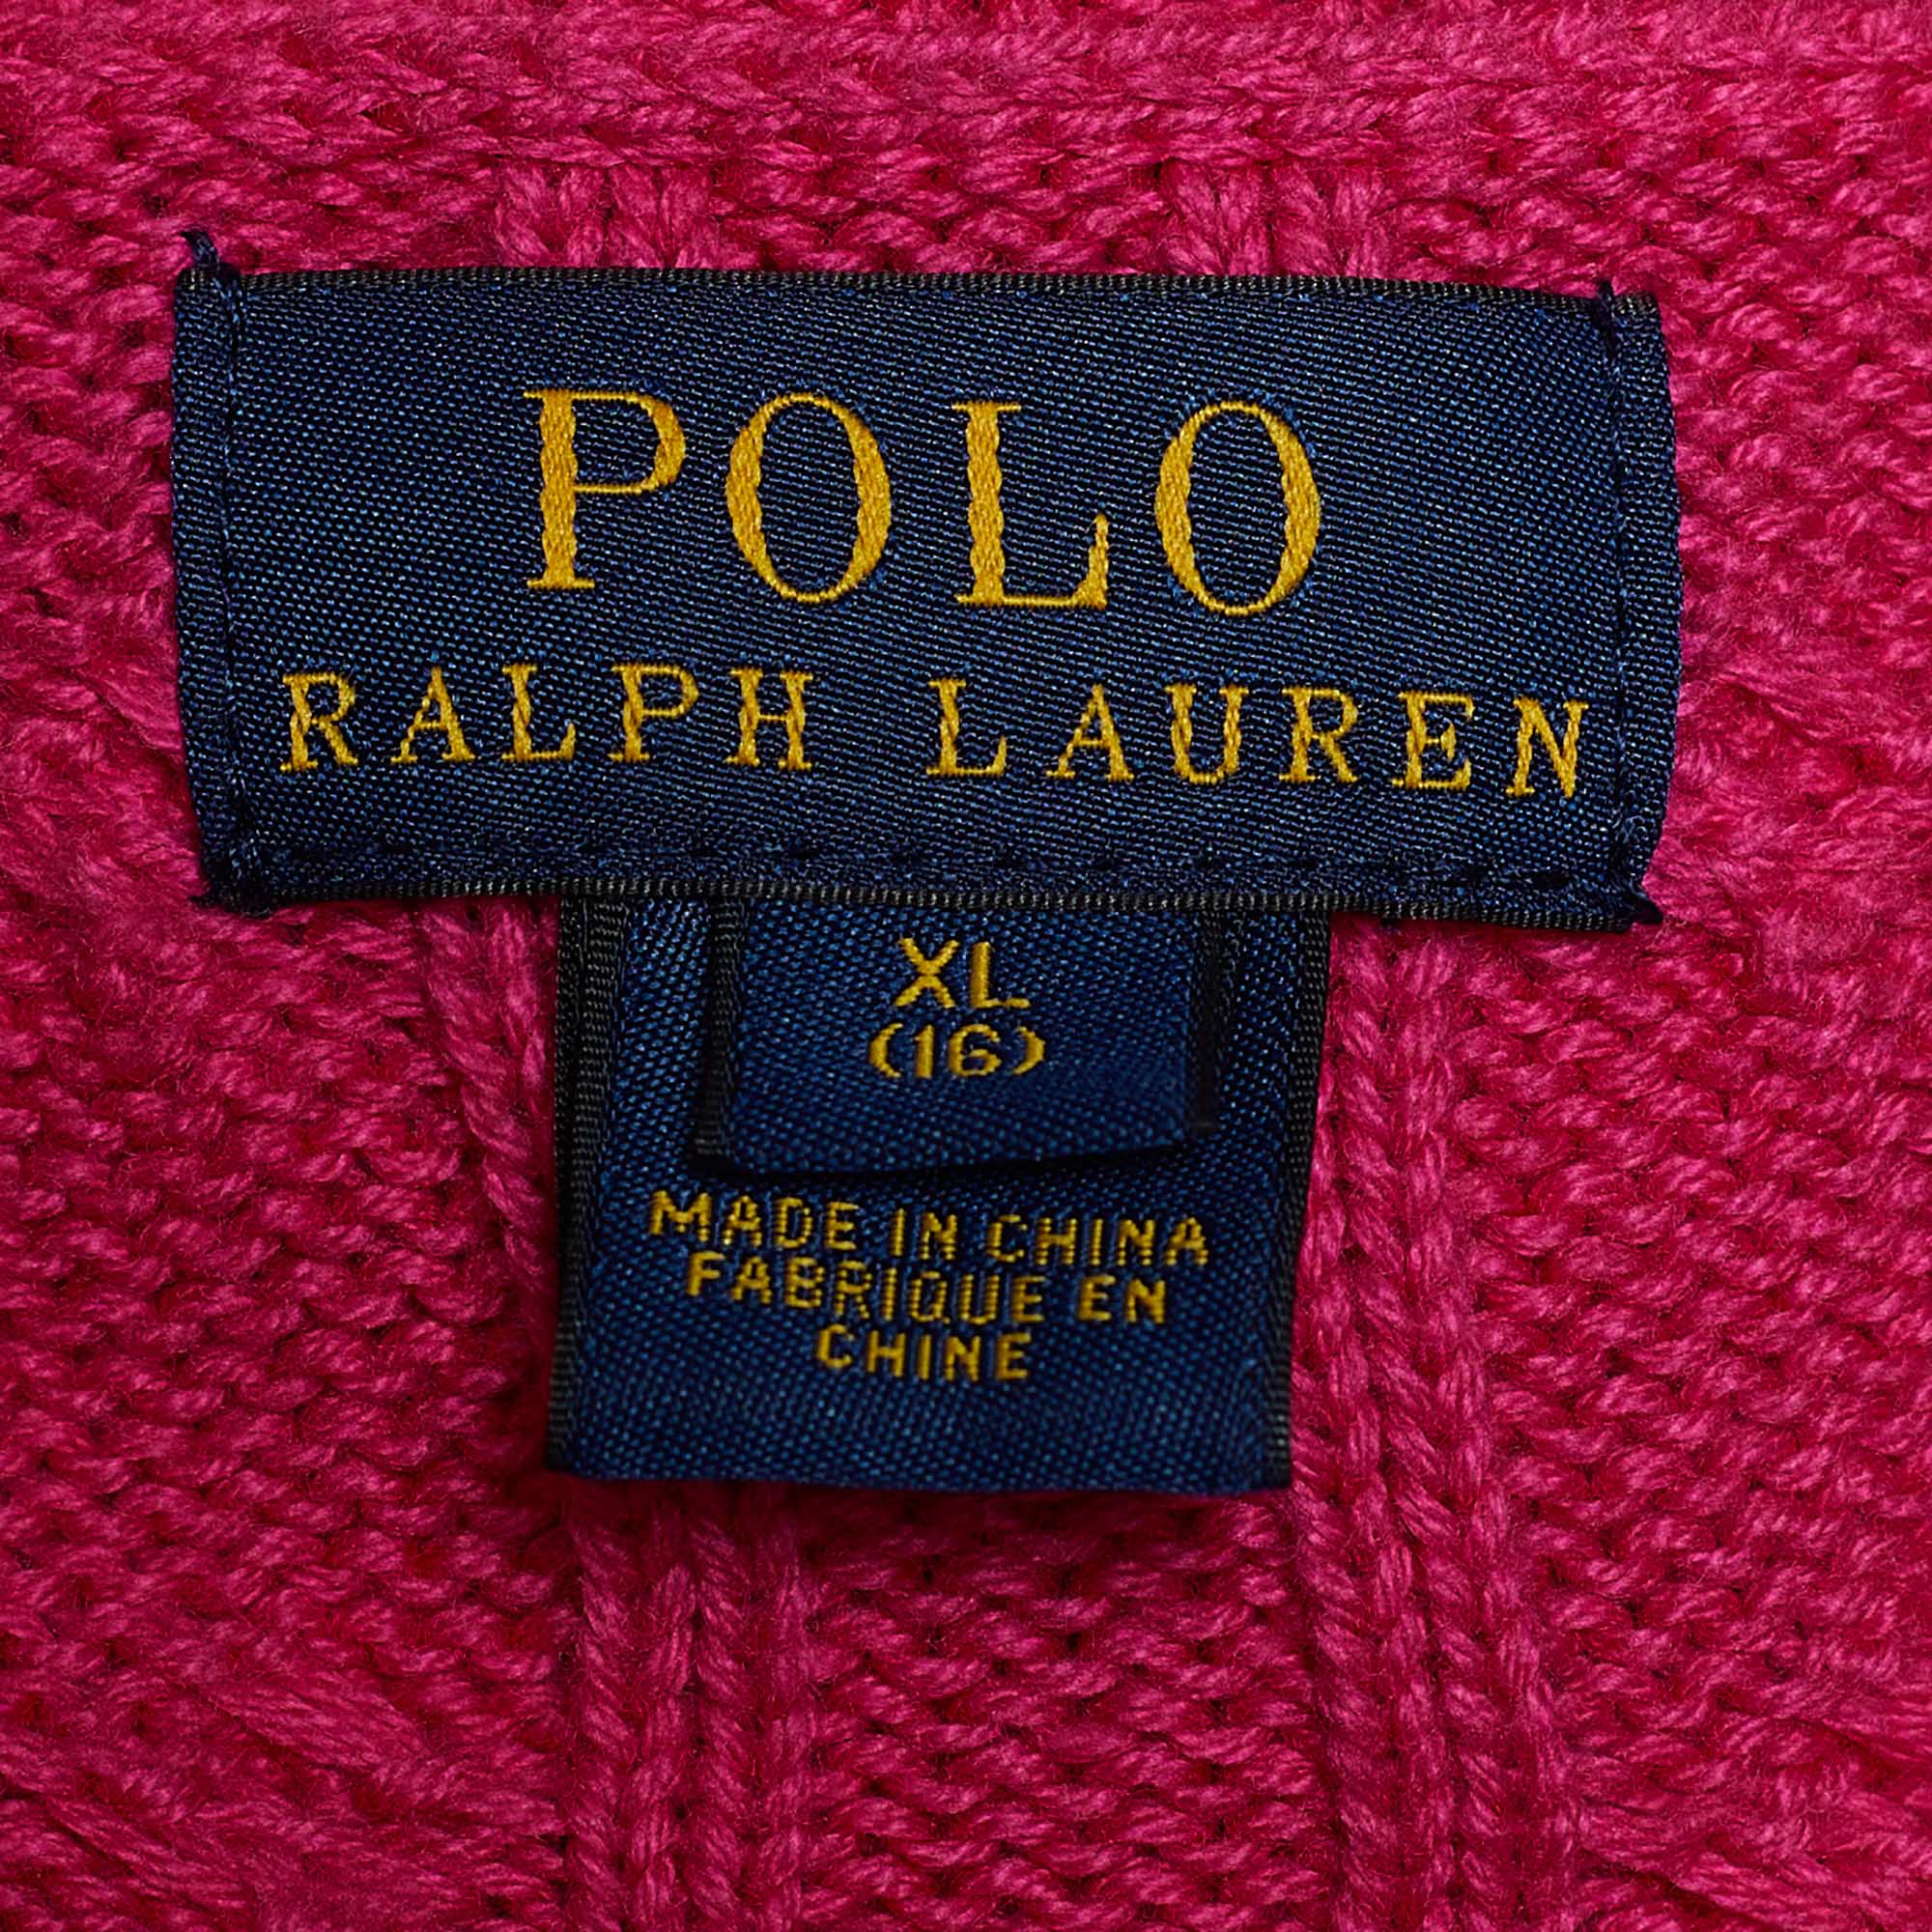 POLO
RALPH LAUREN
XL
(16)
MADE IN CHINA
FABRIQUE EN
CHINE